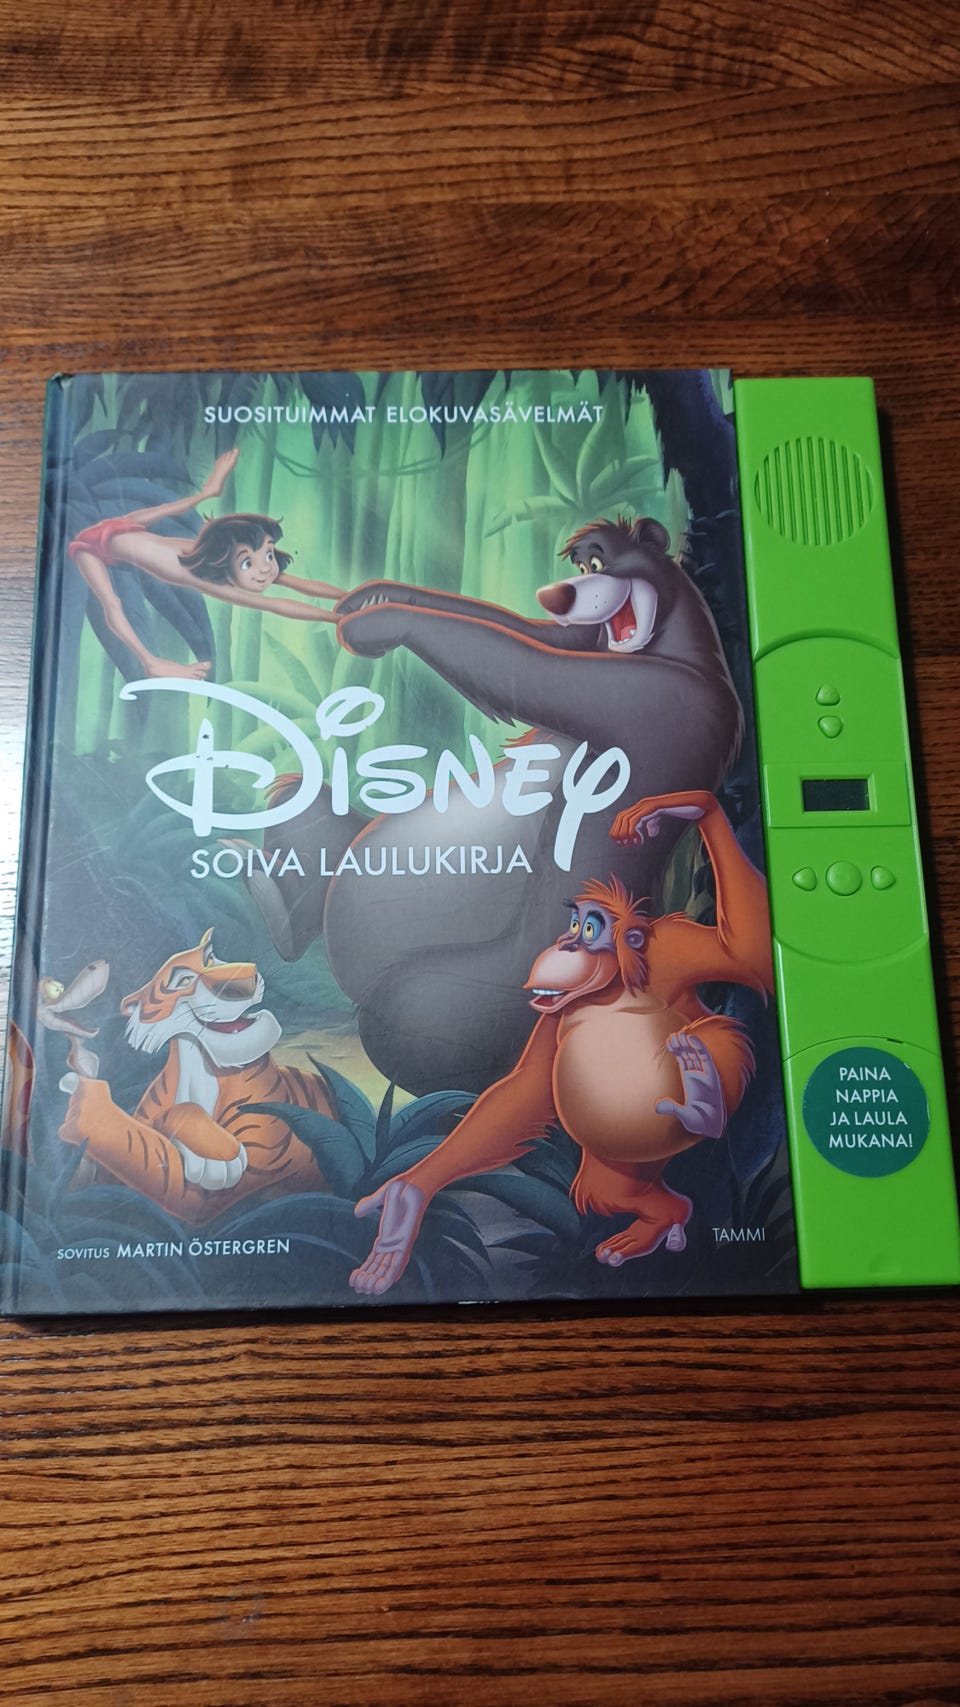 SUOSITUIMMAT ELOKUVASÄVELMÄT
DISNEY
SOIVA LAULUKIRJA
PAINA
NAPPIA
JA LAULA
MUKANA!
SOVITUS MARTIN ÖSTERGREN
TAMMI